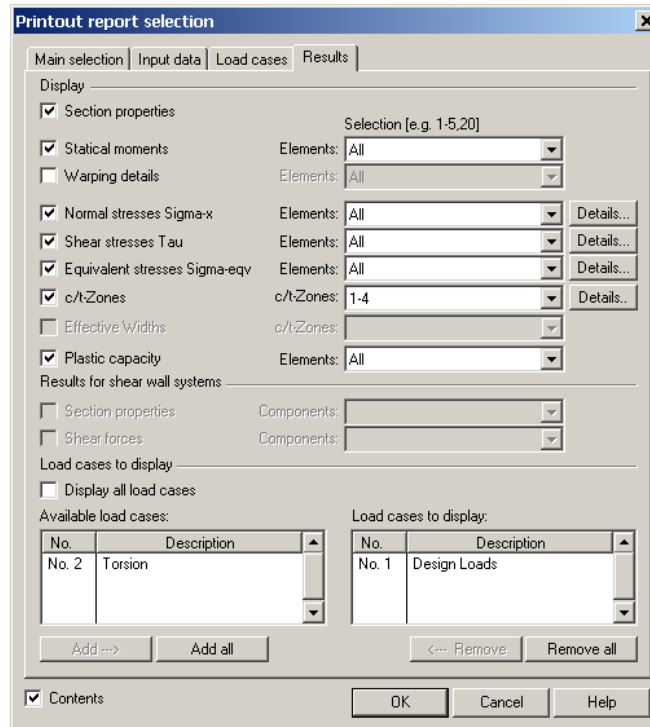 Printout report selection
Main selection Input data Load cases Results
Display
Section properties
Selection [e.g. 1-5,20]
Statical moments Elements: All
Warping details Elements: All
Normal stresses Sigma-x Elements: All Details...
Shear stresses Tau Elements: All Details...
Equivalent stresses Sigma-eqv Elements: All Details...
c/t-Zones c/t-Zones: 1-4 Details..
Effective Widths c/t-Zones:
Plastic capacity Elements: All
Results for shear wall systems
Section properties Components:
Shear forces Components:
Load cases to display
Display all load cases
Available load cases: Load cases to display:
No. Description No. Description
No. 2 Torsion No. 1 Design Loads
Add ---> Add all <--- Remove Remove all
Contents OK Cancel Help